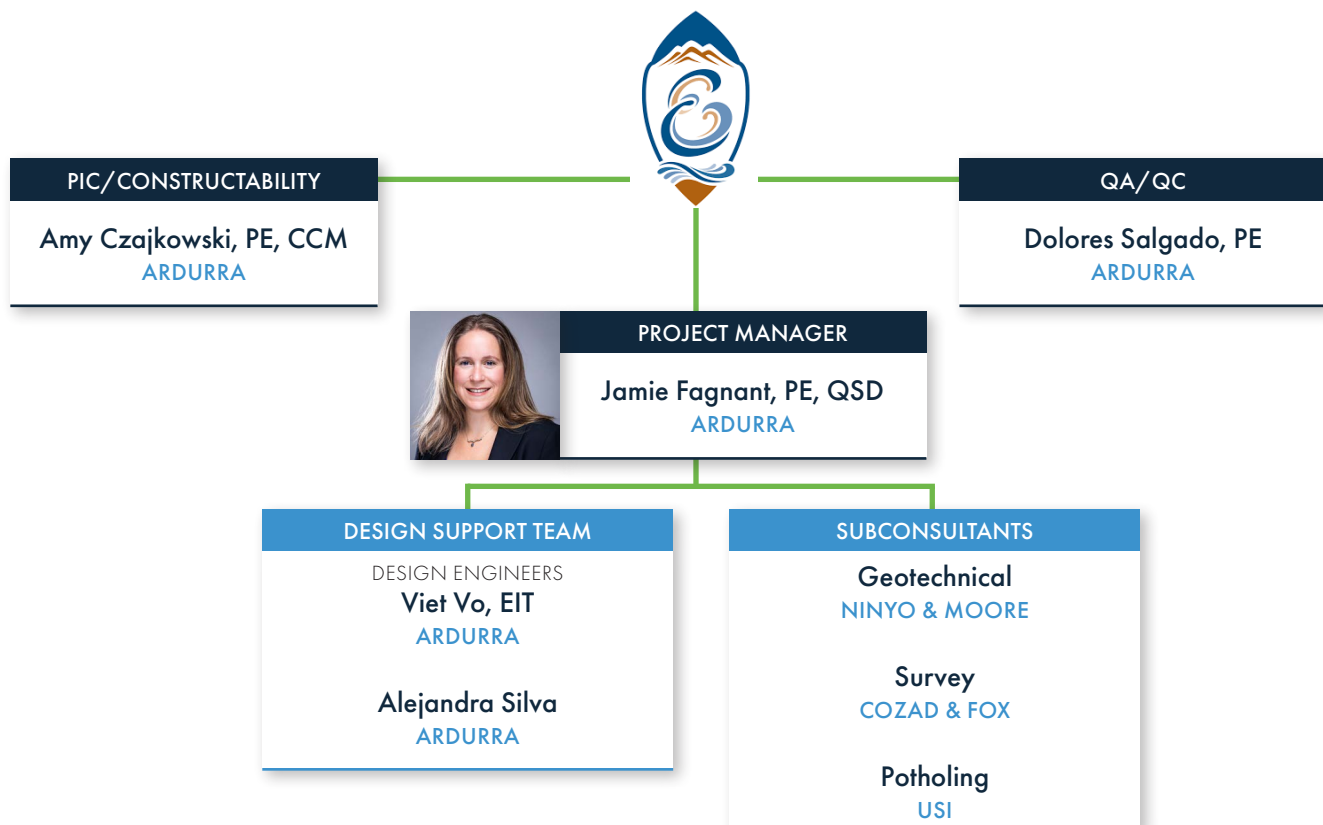 PIC/CONSTRUCTABILITY
Amy Czajkowski, PE, CCM
ARDURRA
QA/QC
Dolores Salgado, PE
ARDURRA
PROJECT MANAGER
Jamie Fagnant, PE, QSD
ARDURRA
DESIGN SUPPORT TEAM
DESIGN ENGINEERS
Viet Vo, EIT
ARDURRA
Alejandra Silva
ARDURRA
SUBCONSULTANTS
Geotechnical
NINYO & MOORE
Survey
COZAD & FOX
Potholing
USI